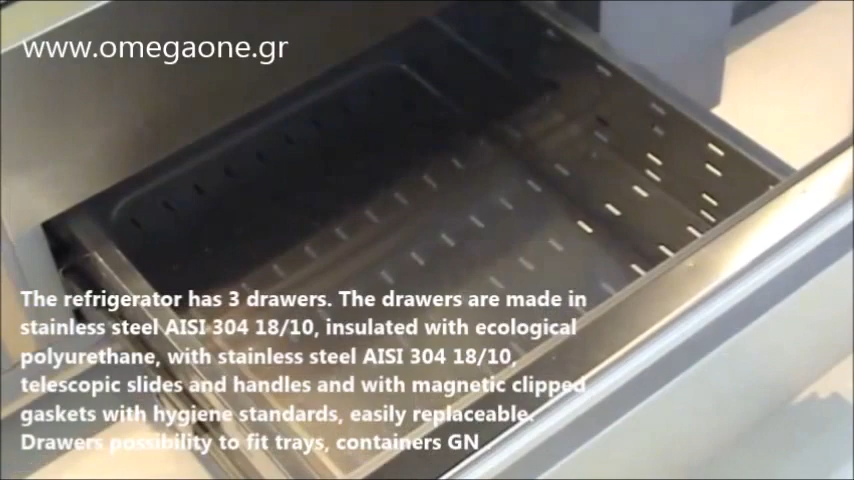 www.omegaone.gr
The refrigerator has 3 drawers. The drawers are made in
stainless steel AISI 304 18/10, insulated with ecological
polyurethane, with stainless steel AISI 304 18/10,
telescopic slides and handles and with magnetic clipped
gaskets with hygiene standards, easily replaceable.
Drawers possibility to fit trays, containers GN